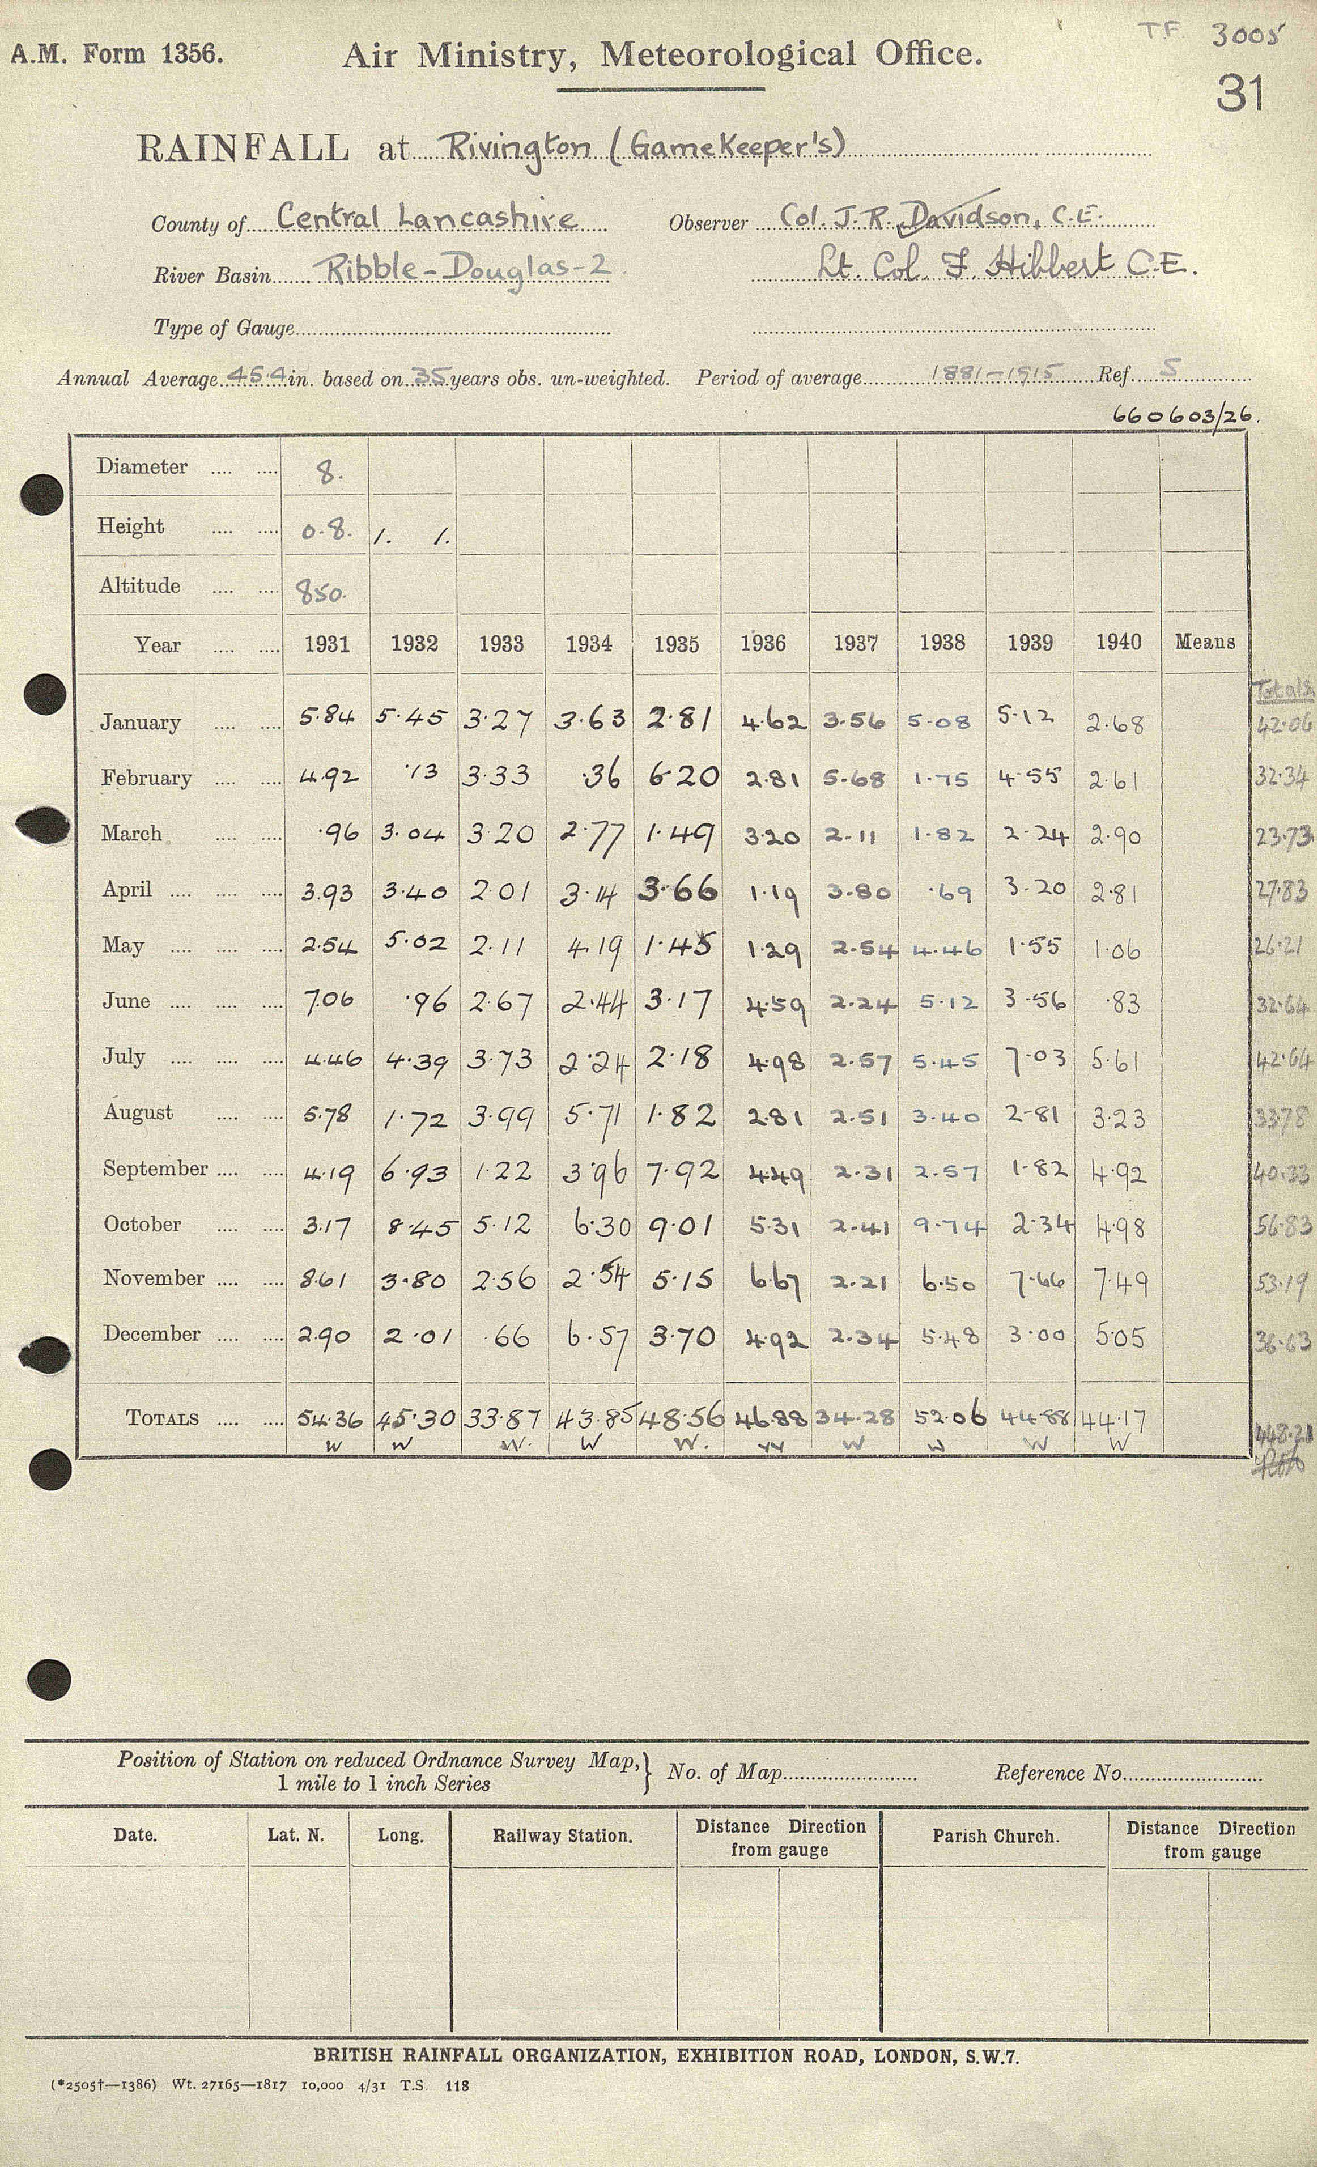 TF 3005
A.M. Form 1356. Air Ministry, Meteorological Office.
31
RAINFALL at Rivington (GameKeeper's)
County of Central Lancashire Observer Col. J. R. Davidson, C.E.
River Basin Ribble-Douglas-2. Lt. Col. F. Hibbert C.E.
Type of Gauge
Annual Average 45.4 in. based on 35 years obs. un-weighted. Period of average 1881-1915 Ref. 5
660603/26.
Diameter 8.
Height 0.8. 1. 1.
Altitude 850.
Year 1931 1932 1933 1934 1935 1936 1937 1938 1939 1940 Means
Totals
January 5.84 5.45 3.27 3.63 2.81 4.62 3.56 5.08 5.12 2.68 42.06
February 4.92 .13 3.33 .36 6.20 2.81 5.68 1.75 4.55 2.61 32.34
March .96 3.04 3.20 2.77 1.49 3.20 2.11 1.82 2.24 2.90 23.73
April 3.93 3.40 2.01 3.14 3.66 1.19 3.80 .69 3.20 2.81 27.83
May 2.54 5.02 2.11 4.19 1.45 1.29 2.54 4.46 1.55 1.06 26.21
June 7.06 .96 2.67 2.44 3.17 4.59 2.24 5.12 3.56 .83 32.64
July 4.46 4.39 3.73 2.24 2.18 4.98 2.57 5.45 7.03 5.61 42.64
August 5.78 1.72 3.99 5.71 1.82 2.81 2.51 3.40 2.81 3.23 33.78
September 4.19 6.93 1.22 3.96 7.92 4.49 2.31 2.57 1.82 4.92 40.33
October 3.17 8.45 5.12 6.30 9.01 5.31 2.41 9.74 2.34 4.98 56.83
November 8.61 3.80 2.56 2.54 5.15 6.67 2.21 6.50 7.66 7.49 53.19
December 2.90 2.01 .66 6.57 3.70 4.92 2.34 5.48 3.00 5.05 36.63
TOTALS 54.36 45.30 33.87 43.85 48.56 46.88 34.28 52.06 44.88 44.17 448.21
W W W. W W. W W W W W
Position of Station on reduced Ordnance Survey Map, } No. of Map Reference No.
1 mile to 1 inch Series
Date. Lat. N. Long. Railway Station. Distance Direction Parish Church. Distance Direction
from gauge from gauge
BRITISH RAINFALL ORGANIZATION, EXHIBITION ROAD, LONDON, S.W.7.
(*2505†—1386) Wt. 27165—1817 10,000 4/31 T.S. 118